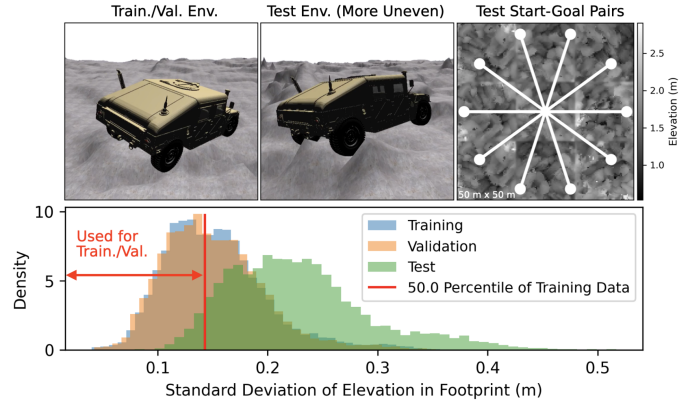 Train./Val. Env.
Test Env. (More Uneven)
Test Start-Goal Pairs
50 m x 50 m
2.5
2.0
1.5
1.0
Elevation (m)
10
5
0
Density
Used for
Train./Val.
Training
Validation
Test
50.0 Percentile of Training Data
0.1
0.2
0.3
0.4
0.5
Standard Deviation of Elevation in Footprint (m)